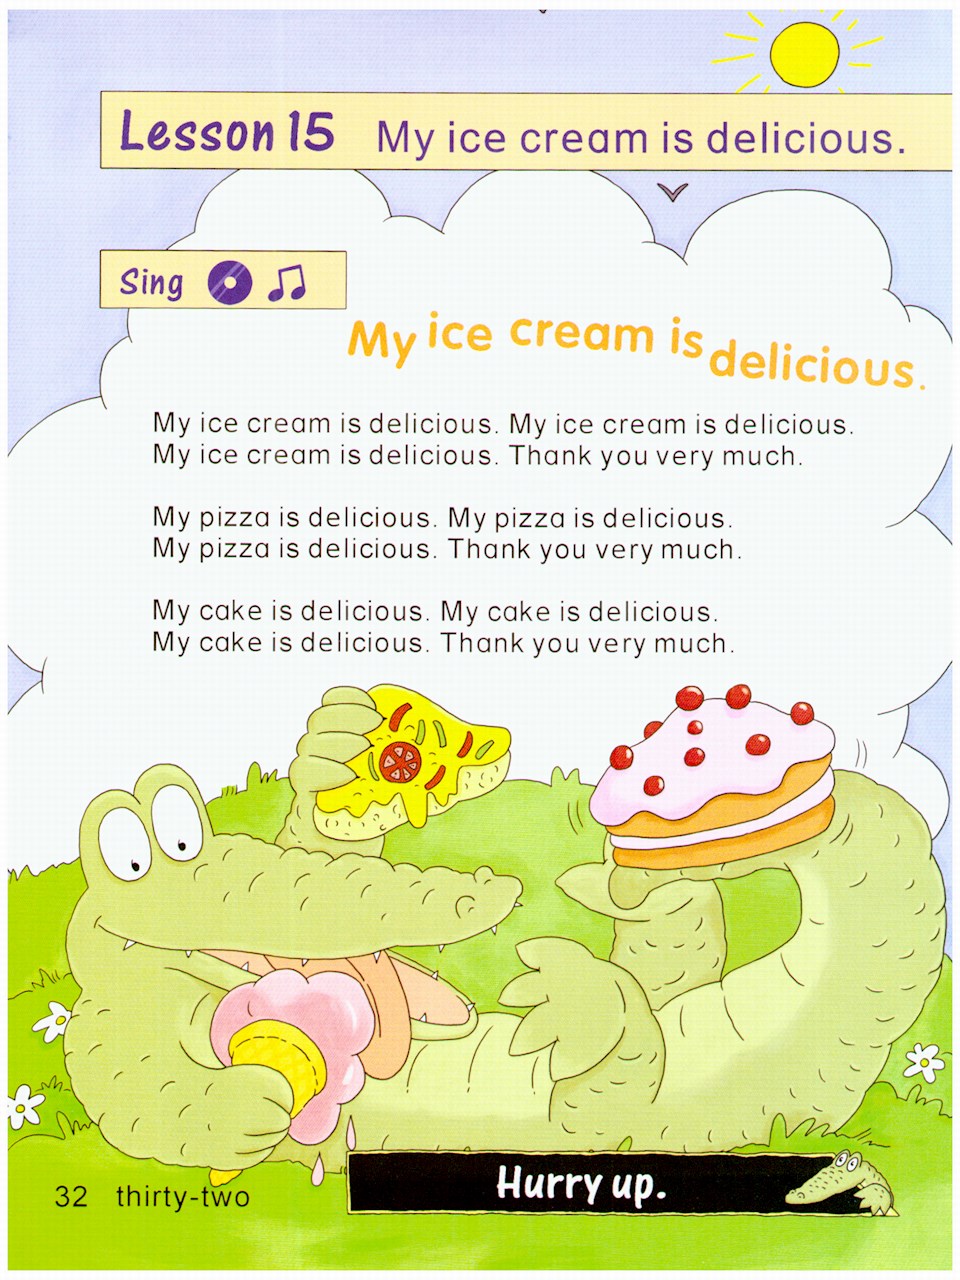 Lesson 15 My ice cream is delicious.
Sing
My ice cream is delicious.
My ice cream is delicious. My ice cream is delicious.
My ice cream is delicious. Thank you very much.
My pizza is delicious. My pizza is delicious.
My pizza is delicious. Thank you very much.
My cake is delicious. My cake is delicious.
My cake is delicious. Thank you very much.
Hurry up.
32 thirty-two